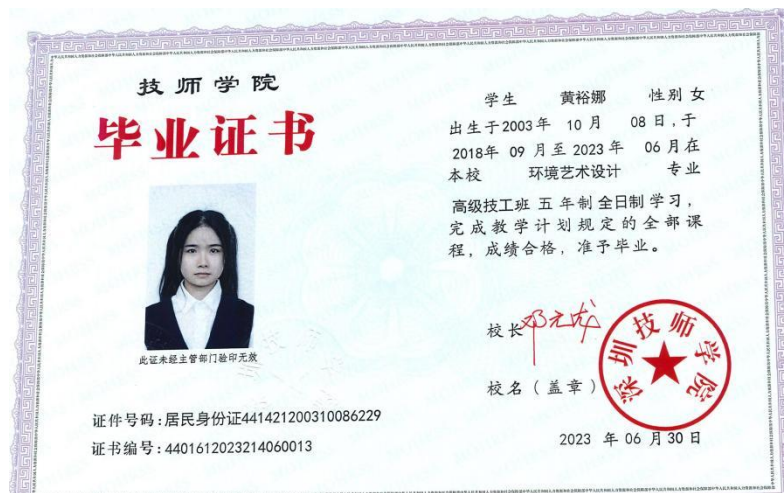 技师学院
毕业证书
此证未经主管部门验印无效
证件号码:居民身份证441421200310086229
证书编号:4401612023214060013
学生 黄裕娜 性别 女
出生于2003年 10月 08日,于
2018年 09月至2023年 06月在
本校 环境艺术设计 专业
高级技工班 五 年制 全日制 学习,
完成教学计划规定的全部课
程,成绩合格,准予毕业。
校长
校名(盖章)
深圳技师学院
2023 年 06 月 30 日